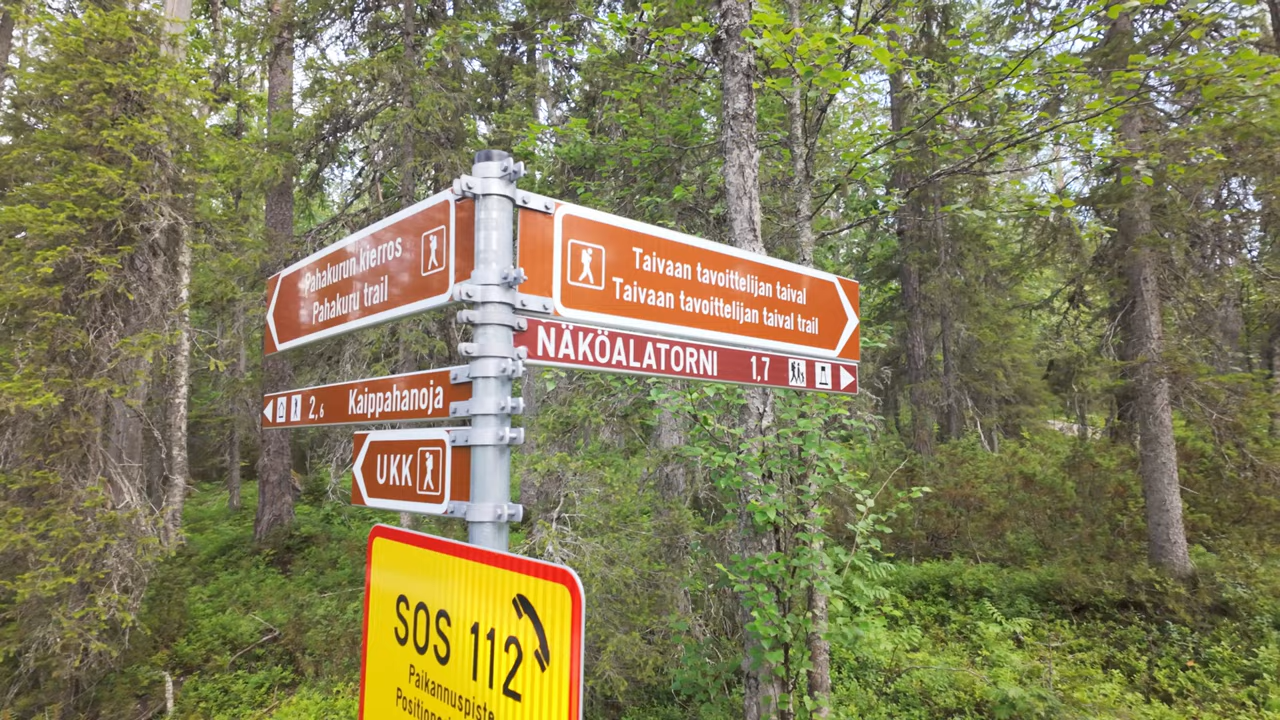 Pahakurun kierros
Pahakuru trail
Taivaan tavoittelijan taival
Taivaan tavoittelijan taival trail
NÄKÖALATORNI 1,7
2,6 Kaippahanoja
UKK
SOS 112
Paikannuspiste